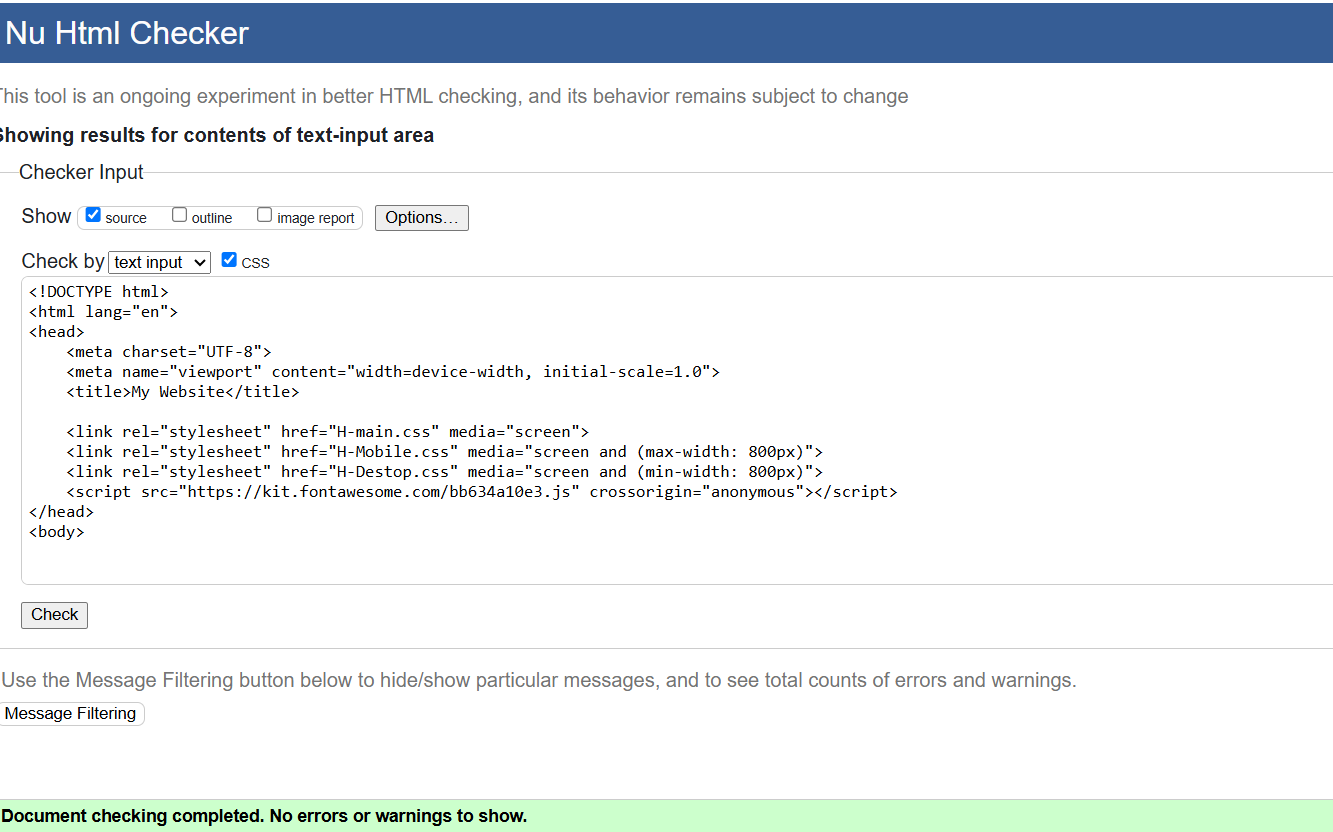 Nu Html Checker
This tool is an ongoing experiment in better HTML checking, and its behavior remains subject to change
Showing results for contents of text-input area
Checker Input
Show source outline image report Options...
Check by text input CSS
<!DOCTYPE html>
<html lang="en">
<head>
    <meta charset="UTF-8">
    <meta name="viewport" content="width=device-width, initial-scale=1.0">
    <title>My Website</title>
    <link rel="stylesheet" href="H-main.css" media="screen">
    <link rel="stylesheet" href="H-Mobile.css" media="screen and (max-width: 800px)">
    <link rel="stylesheet" href="H-Destop.css" media="screen and (min-width: 800px)">
    <script src="https://kit.fontawesome.com/bb634a10e3.js" crossorigin="anonymous"></script>
</head>
<body>
Check
Use the Message Filtering button below to hide/show particular messages, and to see total counts of errors and warnings.
Message Filtering
Document checking completed. No errors or warnings to show.